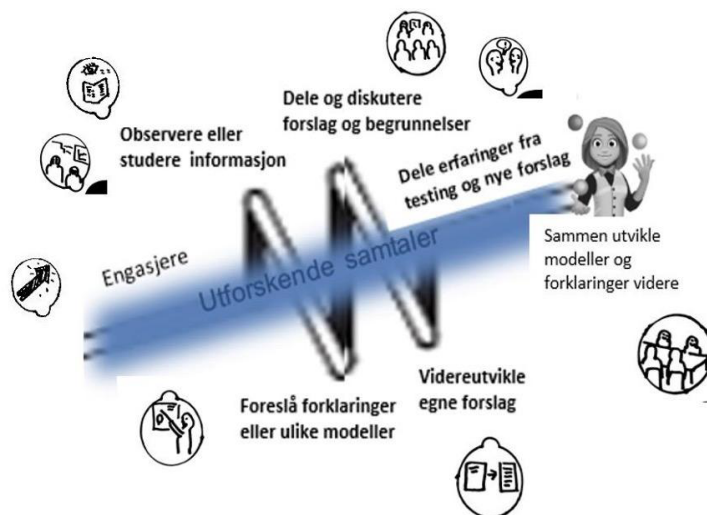 Dele og diskutere
forslag og begrunnelser
Observere eller
studere informasjon
Dele erfaringer fra
testing og nye forslag
Engasjere
Utforskende samtaler
Sammen utvikle
modeller og
forklaringer videre
Foreslå forklaringer
eller ulike modeller
Videreutvikle
egne forslag